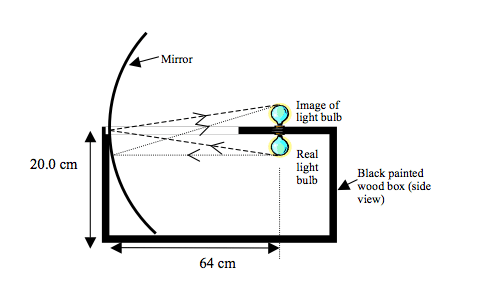 Mirror
Image of
light bulb
20.0 cm
Real
light
bulb
Black painted
wood box (side
view)
64 cm